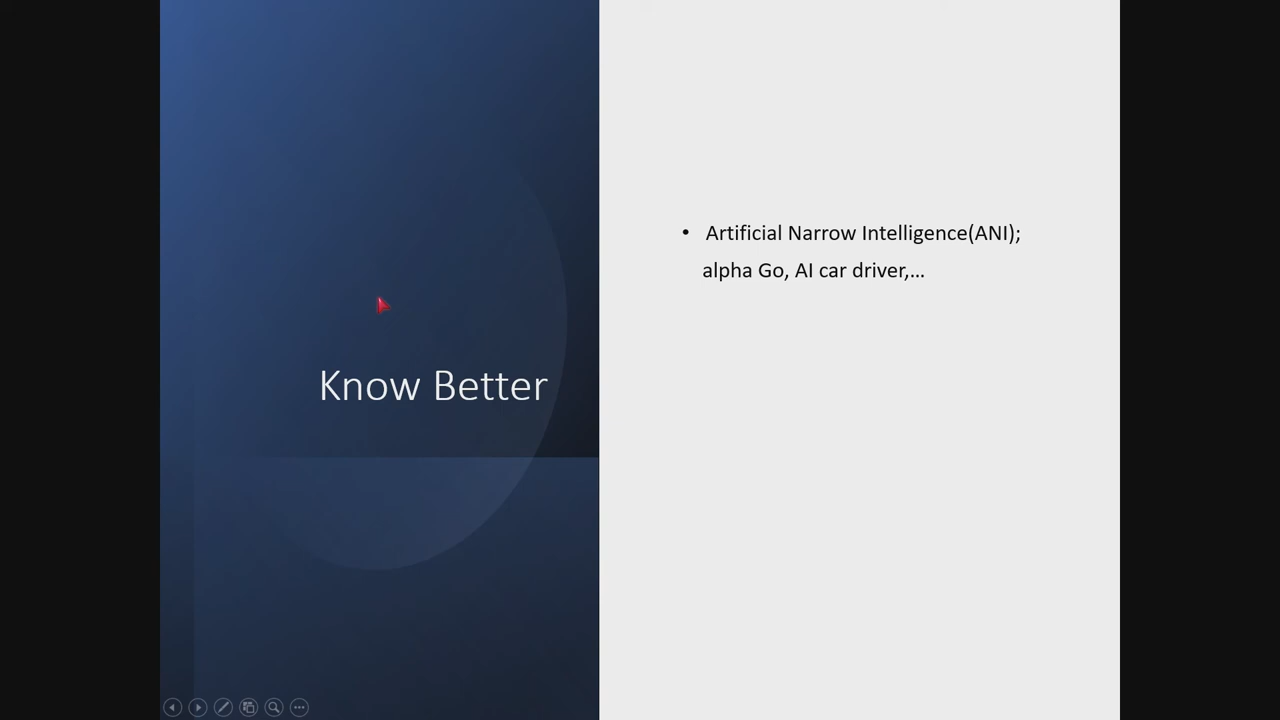 Know Better
• Artificial Narrow Intelligence(ANI);
alpha Go, AI car driver,...